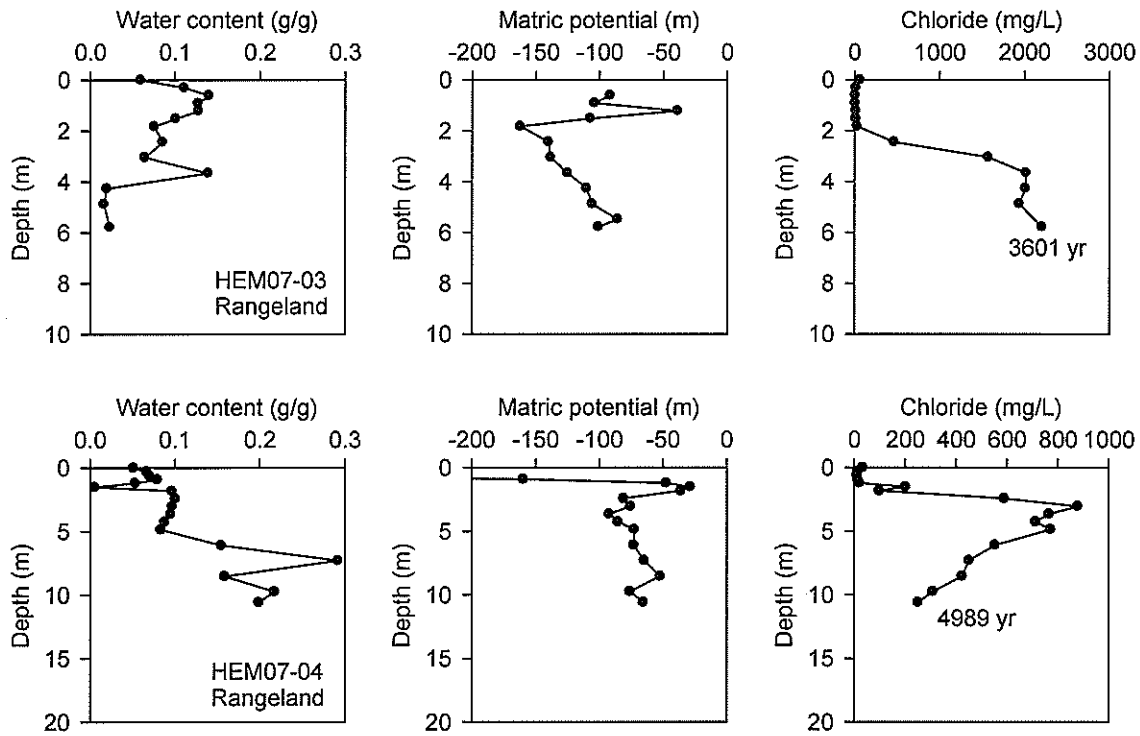 Water content (g/g) Matric potential (m) Chloride (mg/L)
0.0 0.1 0.2 0.3 -200 -150 -100 -50 0 0 1000 2000 3000
0 0 0
2 2 2
4 4 4
6 6 6
8 8 8
10 10 10
Depth (m) Depth (m) Depth (m)
HEM07-03
Rangeland
3601 yr
Water content (g/g) Matric potential (m) Chloride (mg/L)
0.0 0.1 0.2 0.3 -200 -150 -100 -50 0 0 200 400 600 800 1000
0 0 0
5 5 5
10 10 10
15 15 15
20 20 20
Depth (m) Depth (m) Depth (m)
HEM07-04
Rangeland
4989 yr